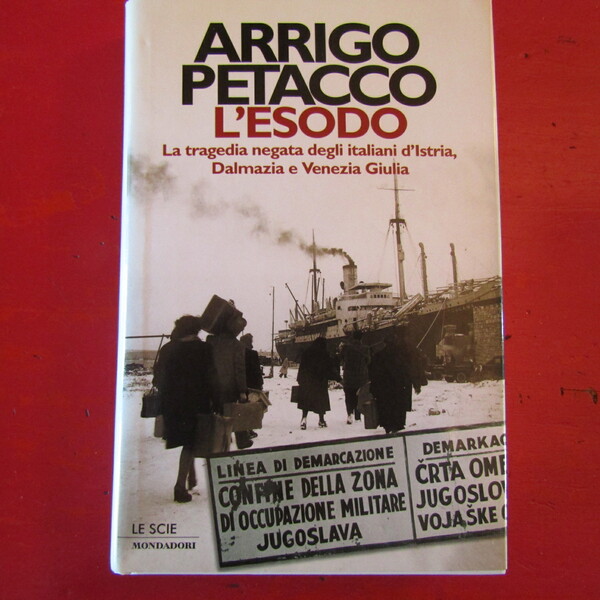 ARRIGO
PETACCO
L'ESODO
La tragedia negata degli italiani d'Istria,
Dalmazia e Venezia Giulia
LINEA DI DEMARCAZIONE
CONFINE DELLA ZONA
DI OCCUPAZIONE MILITARE
JUGOSLAVA
DEMARKAC
ČRTA OME
JUGOSLOV
VOJAŠKE
LE SCIE
MONDADORI